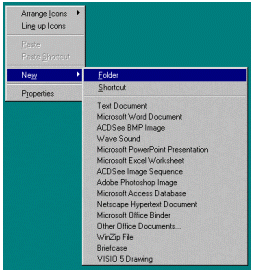 Arrange Icons
Line up Icons
Paste
Paste Shortcut
New
Properties
Folder
Shortcut
Text Document
Microsoft Word Document
ACDSee BMP Image
Wave Sound
Microsoft PowerPoint Presentation
Microsoft Excel Worksheet
ACDSee Image Sequence
Adobe Photoshop Image
Microsoft Access Database
Netscape Hypertext Document
Microsoft Office Binder
Other Office Documents...
WinZip File
Briefcase
VISIO 5 Drawing